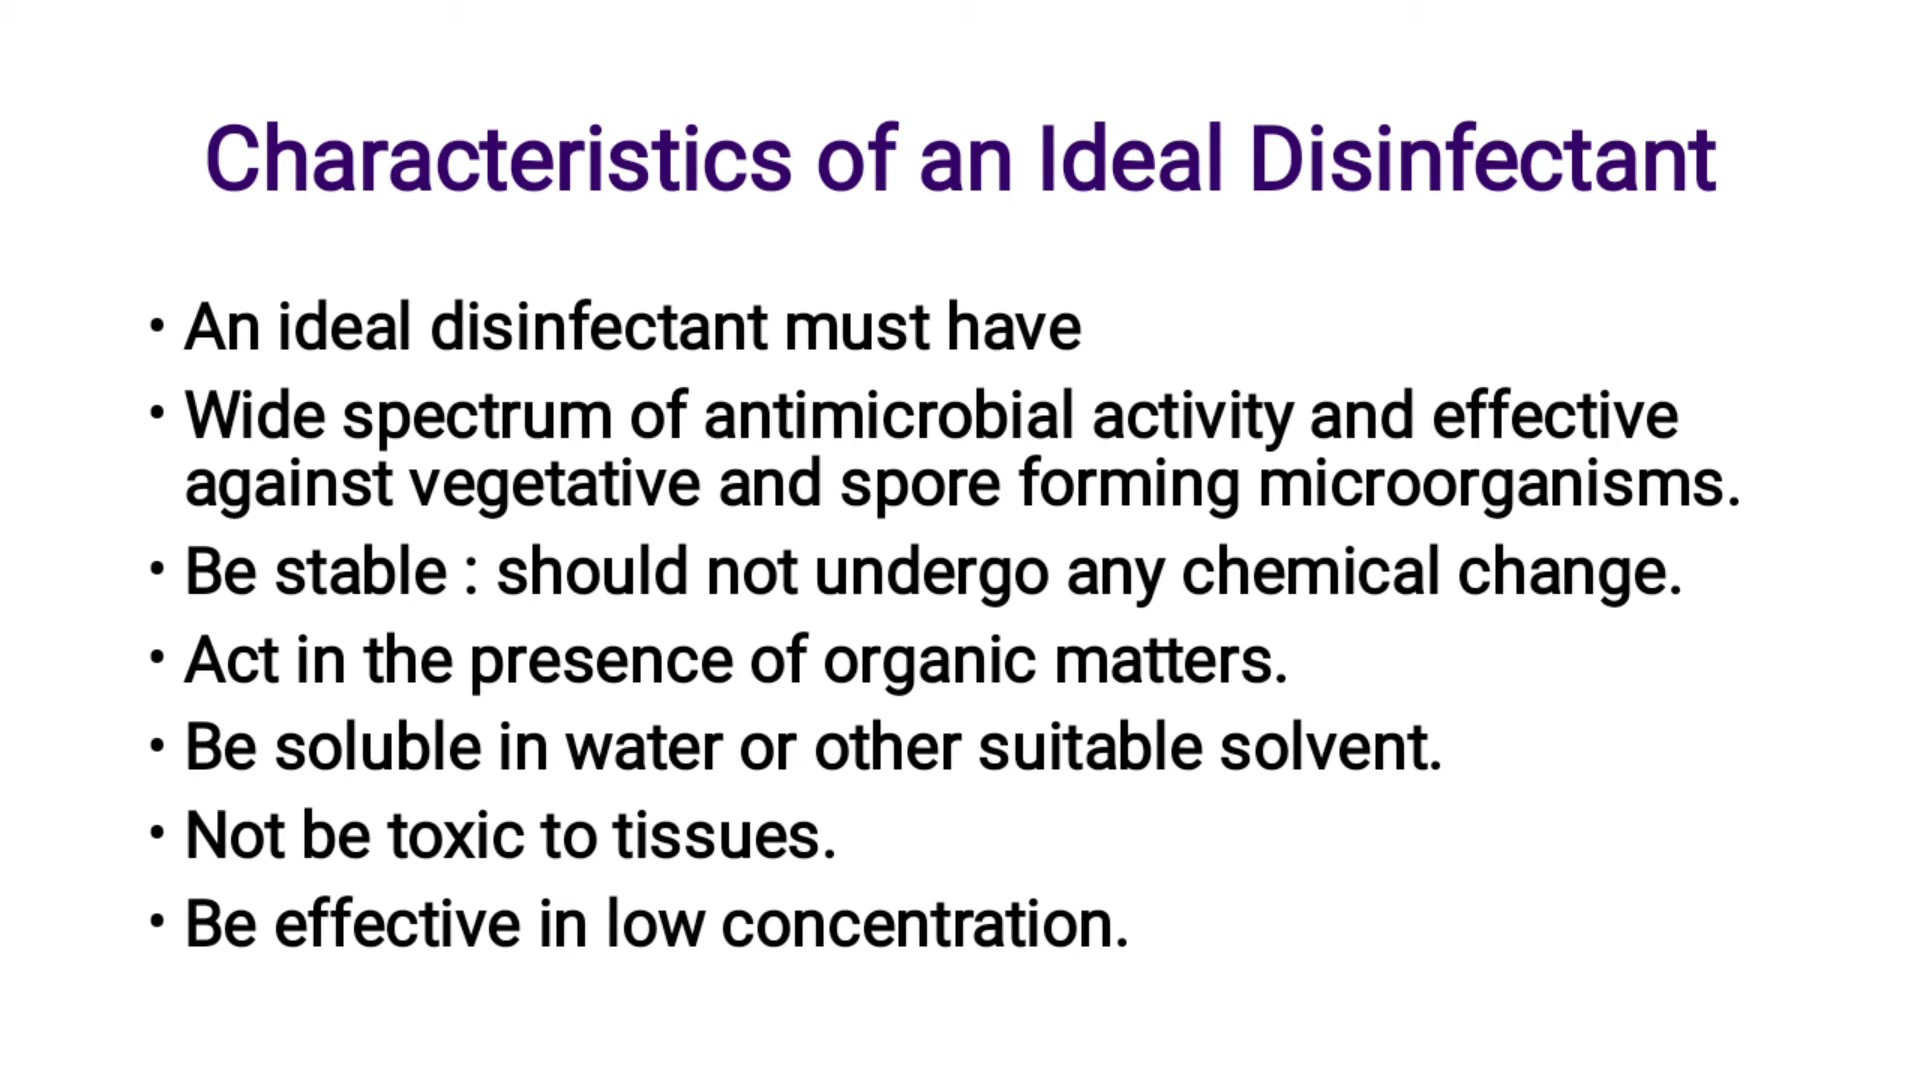 Characteristics of an Ideal Disinfectant
• An ideal disinfectant must have
• Wide spectrum of antimicrobial activity and effective
against vegetative and spore forming microorganisms.
• Be stable : should not undergo any chemical change.
• Act in the presence of organic matters.
• Be soluble in water or other suitable solvent.
• Not be toxic to tissues.
• Be effective in low concentration.